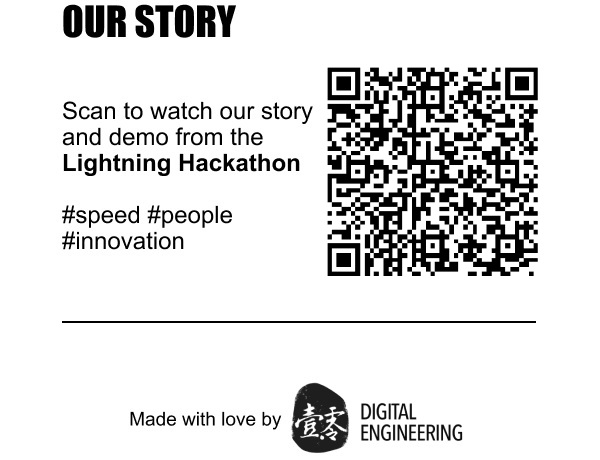 OUR STORY
Scan to watch our story
and demo from the
Lightning Hackathon
#speed #people
#innovation
Made with love by
壹零
DIGITAL
ENGINEERING